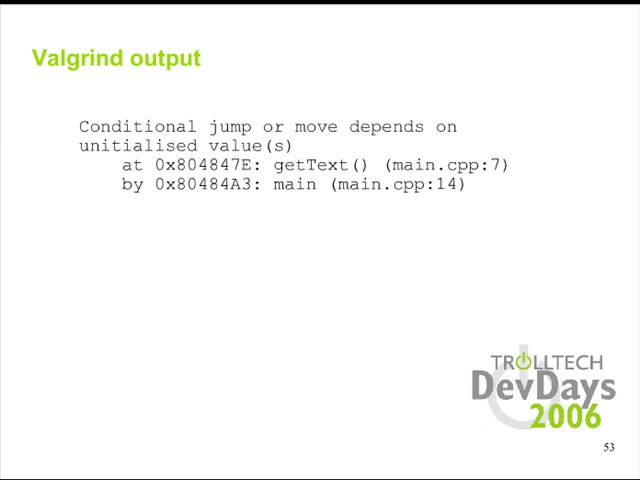 Valgrind output
Conditional jump or move depends on
unitialised value(s)
at 0x804847E: getText() (main.cpp:7)
by 0x80484A3: main (main.cpp:14)
TROLLTECH
DevDays
2006
53